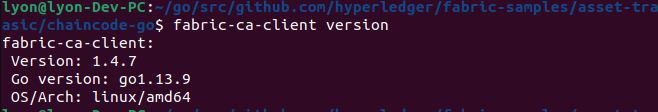 lyon@lyon-Dev-PC:~/go/src/github.com/hyperledger/fabric-samples/asset-tra
asic/chaincode-go$ fabric-ca-client version
fabric-ca-client:
 Version: 1.4.7
 Go version: go1.13.9
 OS/Arch: linux/amd64